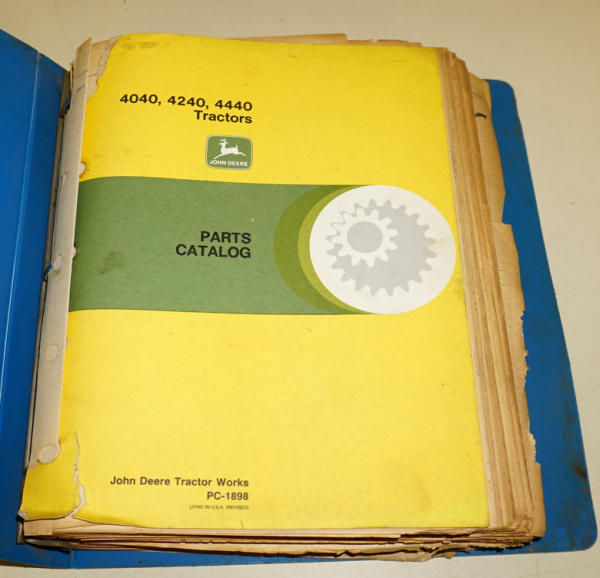 4040, 4240, 4440
Tractors
JOHN DEERE
PARTS
CATALOG
John Deere Tractor Works
PC-1898
LITHO IN U.S.A. (REVISED)